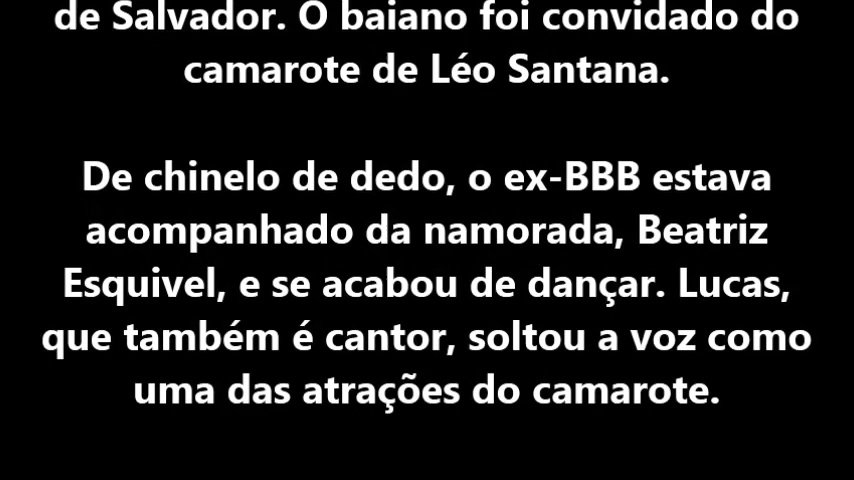 de Salvador. O baiano foi convidado do
camarote de Léo Santana.
De chinelo de dedo, o ex-BBB estava
acompanhado da namorada, Beatriz
Esquivel, e se acabou de dançar. Lucas,
que também é cantor, soltou a voz como
uma das atrações do camarote.